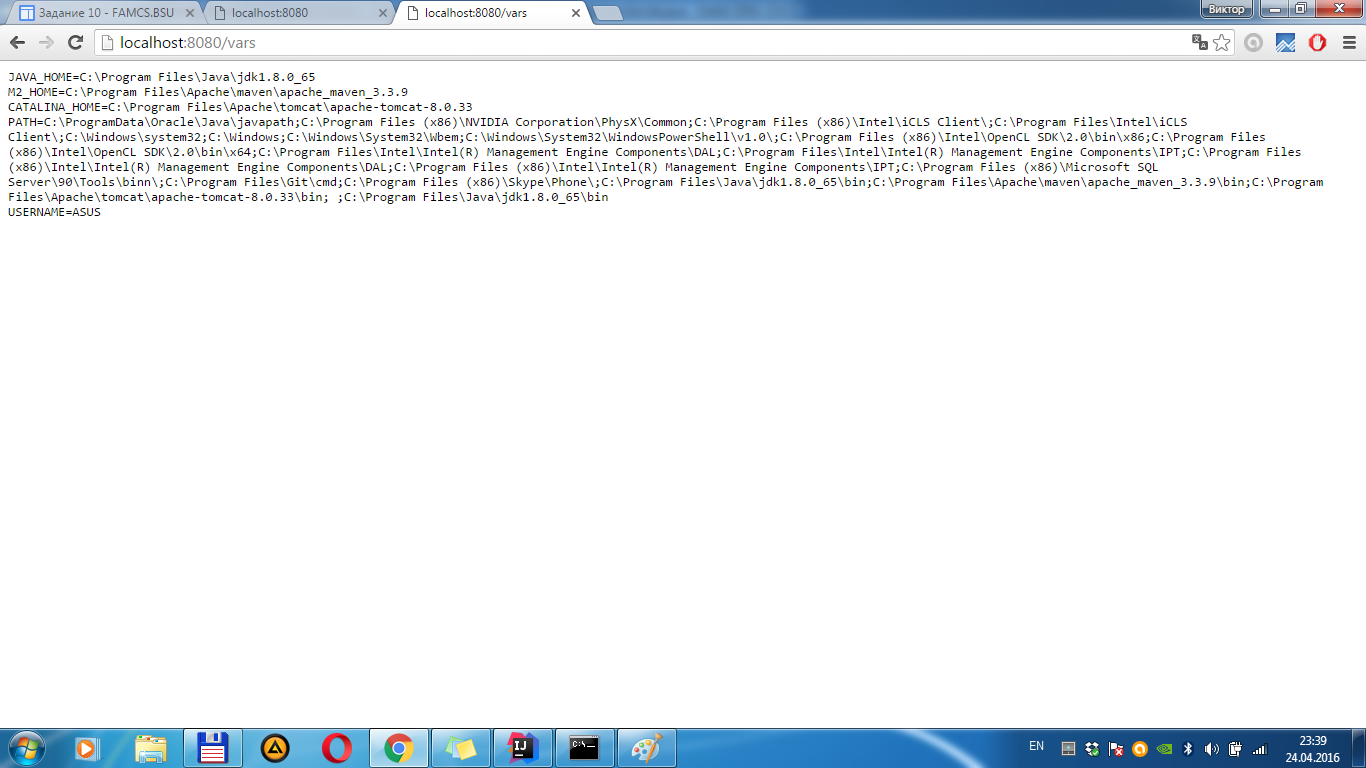 Задание 10 - FAMCS.BSU
localhost:8080
localhost:8080/vars
Виктор
localhost:8080/vars
JAVA_HOME=C:\Program Files\Java\jdk1.8.0_65
M2_HOME=C:\Program Files\Apache\maven\apache_maven_3.3.9
CATALINA_HOME=C:\Program Files\Apache\tomcat\apache-tomcat-8.0.33
PATH=C:\ProgramData\Oracle\Java\javapath;C:\Program Files (x86)\NVIDIA Corporation\PhysX\Common;C:\Program Files (x86)\Intel\iCLS Client\;C:\Program Files\Intel\iCLS
Client\;C:\Windows\system32;C:\Windows;C:\Windows\System32\Wbem;C:\Windows\System32\WindowsPowerShell\v1.0\;C:\Program Files (x86)\Intel\OpenCL SDK\2.0\bin\x86;C:\Program Files
(x86)\Intel\OpenCL SDK\2.0\bin\x64;C:\Program Files\Intel\Intel(R) Management Engine Components\DAL;C:\Program Files\Intel\Intel(R) Management Engine Components\IPT;C:\Program Files
(x86)\Intel\Intel(R) Management Engine Components\DAL;C:\Program Files (x86)\Intel\Intel(R) Management Engine Components\IPT;C:\Program Files (x86)\Microsoft SQL
Server\90\Tools\binn\;C:\Program Files\Git\cmd;C:\Program Files (x86)\Skype\Phone\;C:\Program Files\Java\jdk1.8.0_65\bin;C:\Program Files\Apache\maven\apache_maven_3.3.9\bin;C:\Program
Files\Apache\tomcat\apache-tomcat-8.0.33\bin; ;C:\Program Files\Java\jdk1.8.0_65\bin
USERNAME=ASUS
IJ
C:\_
EN
23:39
24.04.2016